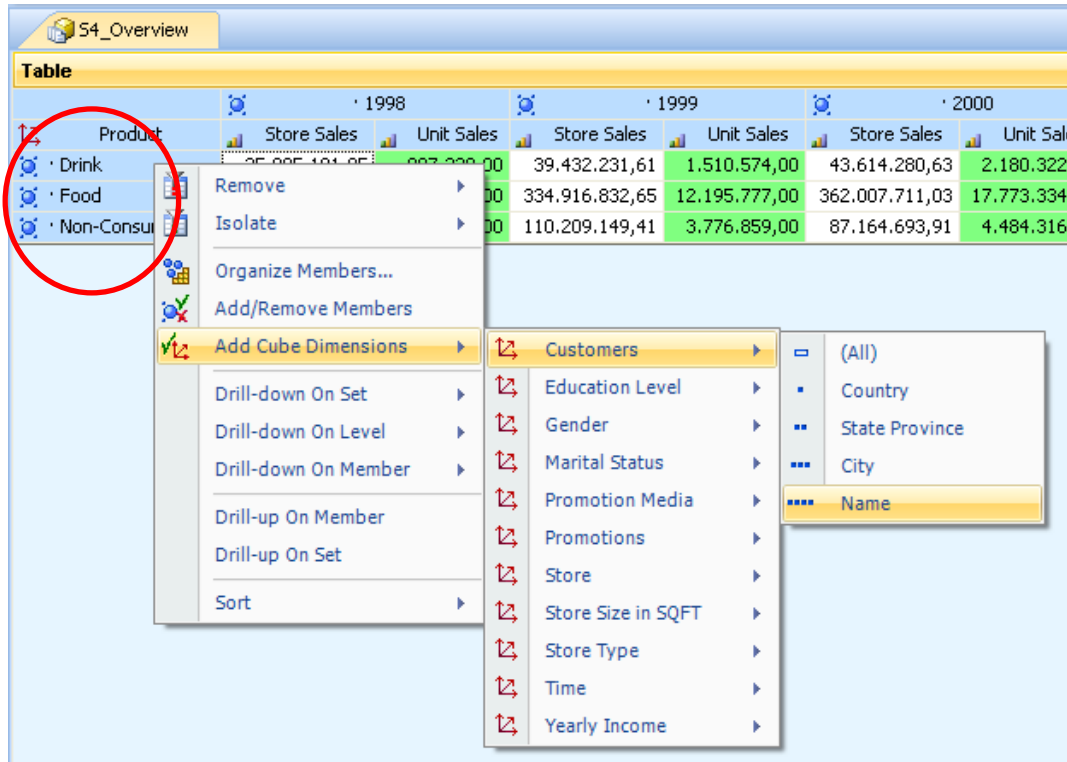 S4_Overview
Table
1998 1999 2000
Product Store Sales Unit Sales Store Sales Unit Sales Store Sales Unit
Drink 39.432.231,61 1.510.574,00 43.614.280,63 2.180.322
Food 00 334.916.832,65 12.195.777,00 362.007.711,03 17.773.334
00 110.209.149,41 3.776.859,00 87.164.693,91 4.484.316
Remove
Isolate
Organize Members...
Add/Remove Members
Add Cube Dimensions
Drill-down On Set
Drill-down On Level
Drill-down On Member
Drill-up On Member
Drill-up On Set
Sort
Customers
Education Level
Gender
Marital Status
Promotion Media
Promotions
Store
Store Size in SQFT
Store Type
Time
Yearly Income
(All)
Country
State Province
City
Name